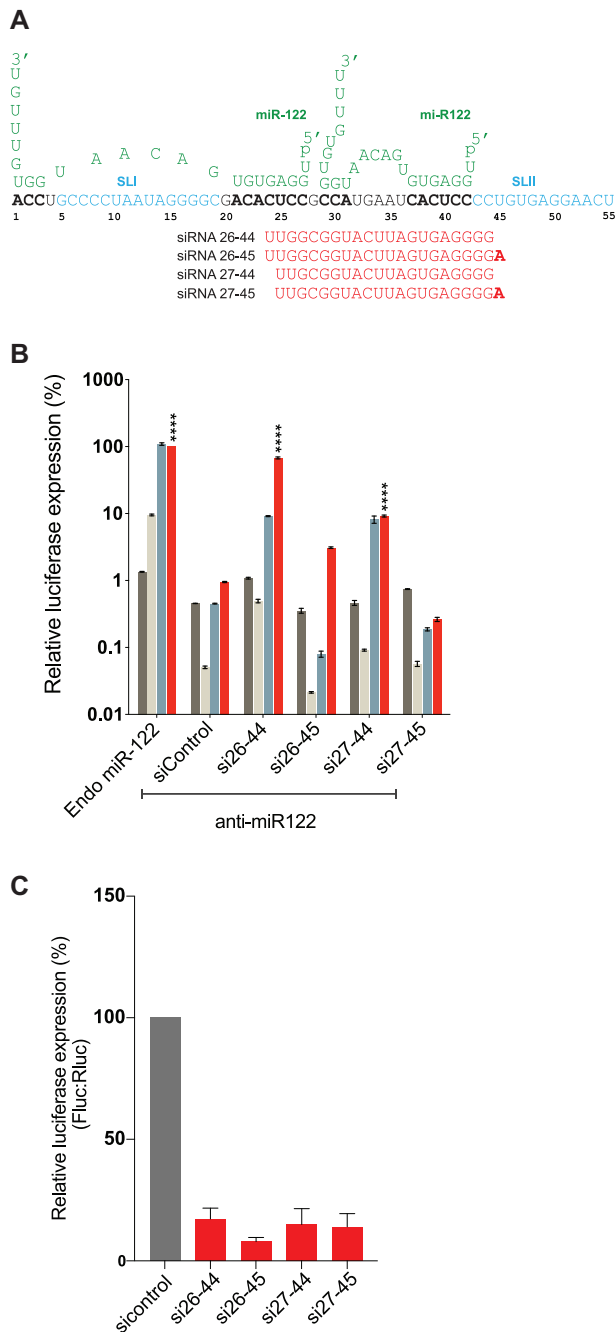 A
3'
U
G
U
U
U
G
UGG
U A A C A G
UGUGAGG
U
p
5'
miR-122
3'
U
U
U
G
U
G
U
GGU
A
ACAG
U
GUGAGG
U
p
5'
mi-R122
SLI
SLII
ACCUGCCCCUAAUAGGGGCGACACUCCGCCAUGAAUCACUCCCCUGUGAGGAACU
1 5 10 15 20 25 30 35 40 45 50 55
siRNA 26-44 UUGGCGGUACUUAGUGAGGGG
siRNA 26-45 UUGGCGGUACUUAGUGAGGGGA
siRNA 27-44 UUGCGGUACUUAGUGAGGGG
siRNA 27-45 UUGCGGUACUUAGUGAGGGGA
B
Relative luciferase expression (%)
1000
100
10
1
0.1
0.01
****
****
****
Endo miR-122
siControl
si26-44
si26-45
si27-44
si27-45
anti-miR122
C
Relative luciferase expression (%)
(Fluc:Rluc)
150
100
50
0
sicontrol
si26-44
si26-45
si27-44
si27-45